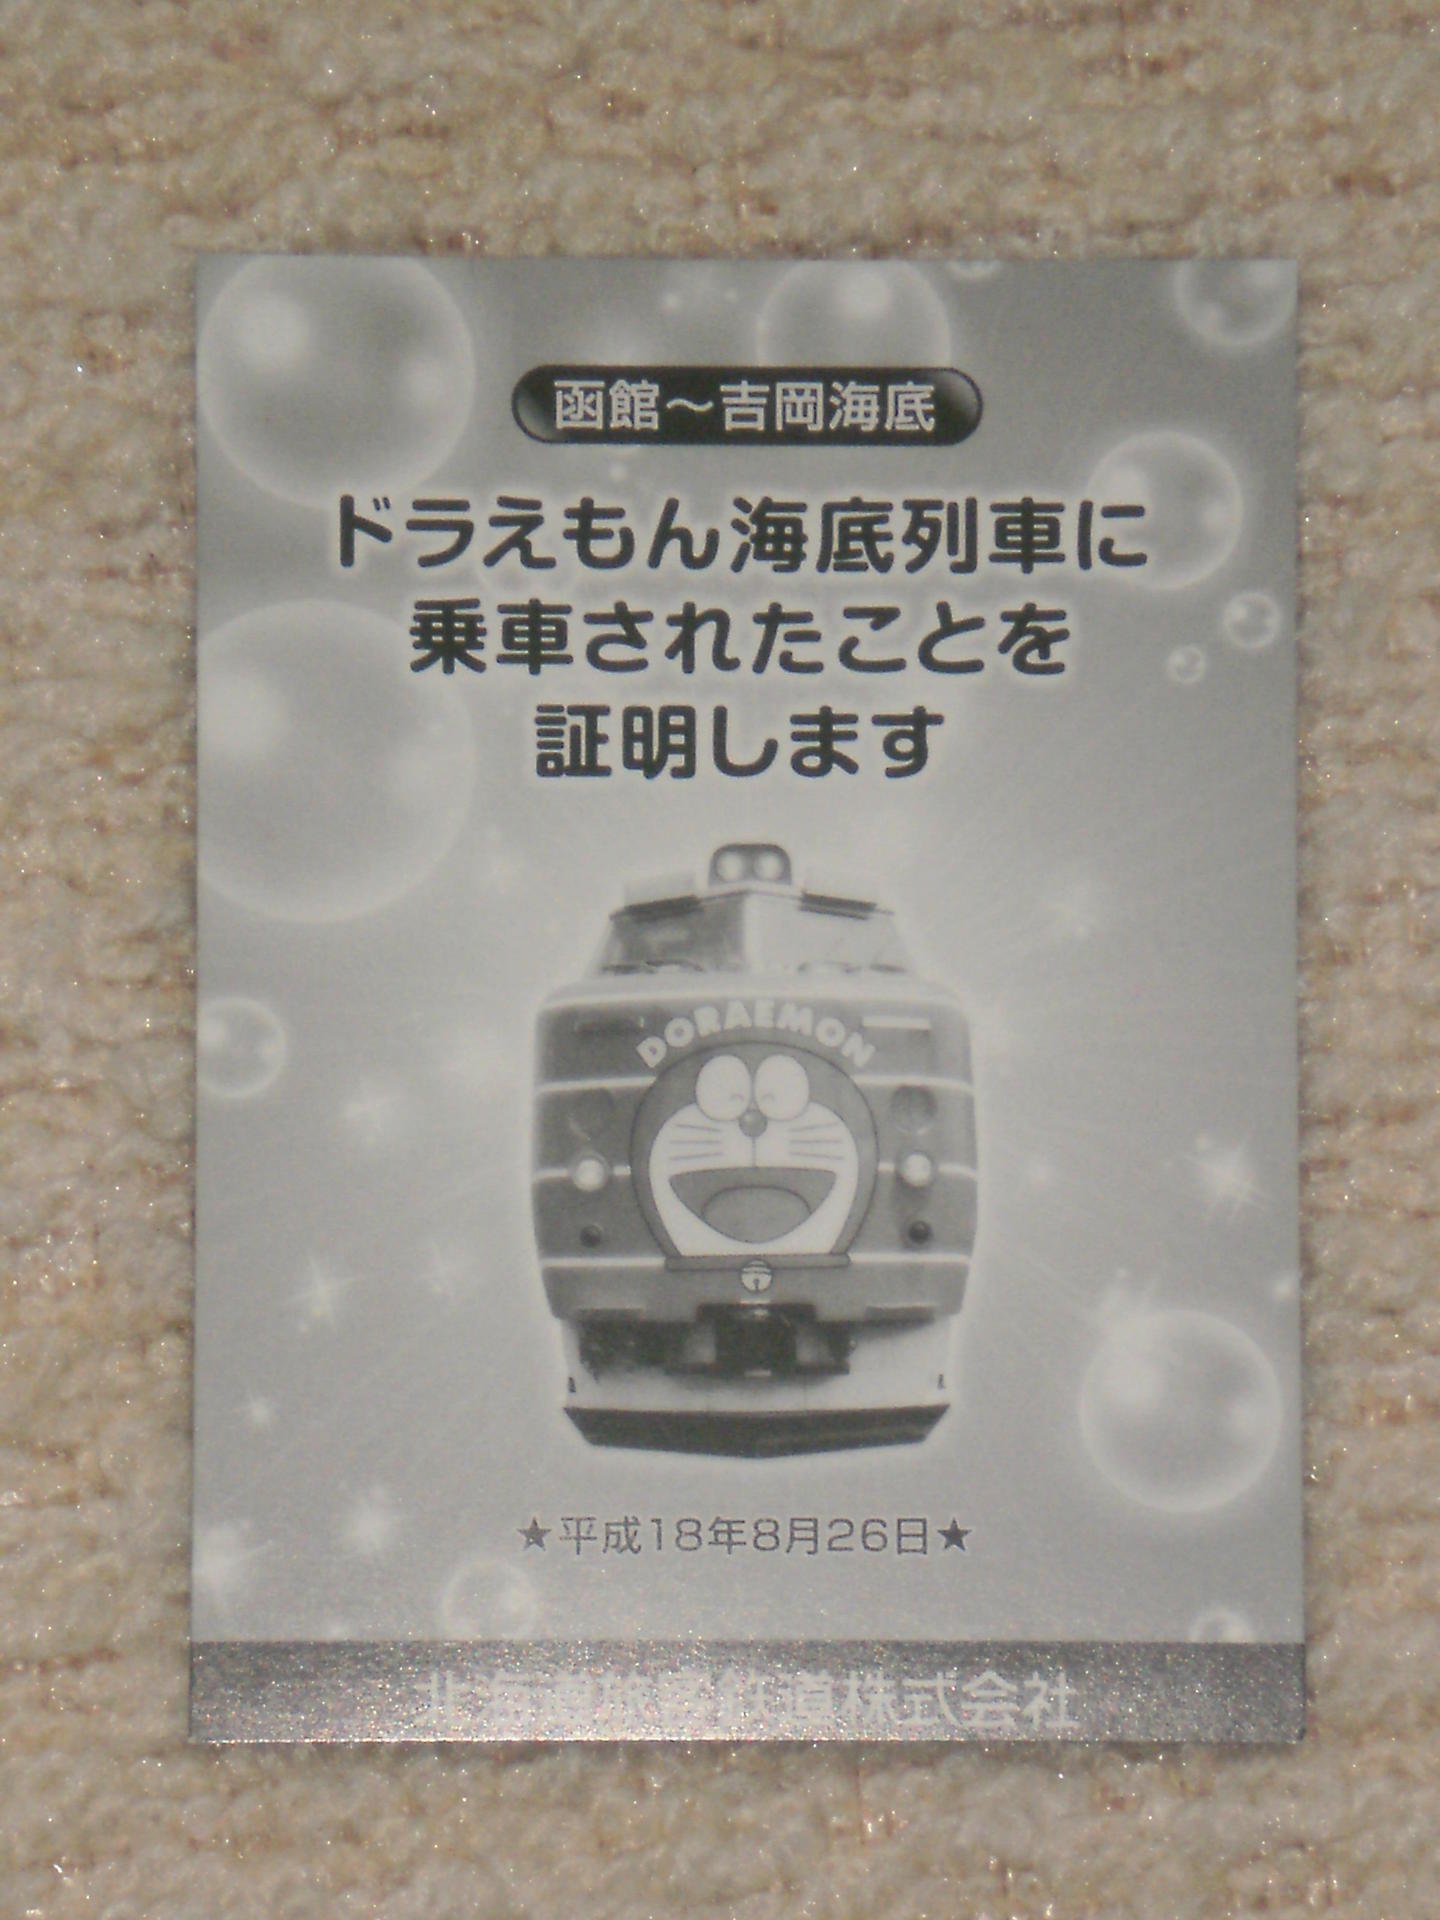 函館～吉岡海底
ドラえもん海底列車に
乗車されたことを
証明します
DORAEMON
★平成18年8月26日★
北海道旅客鉄道株式会社